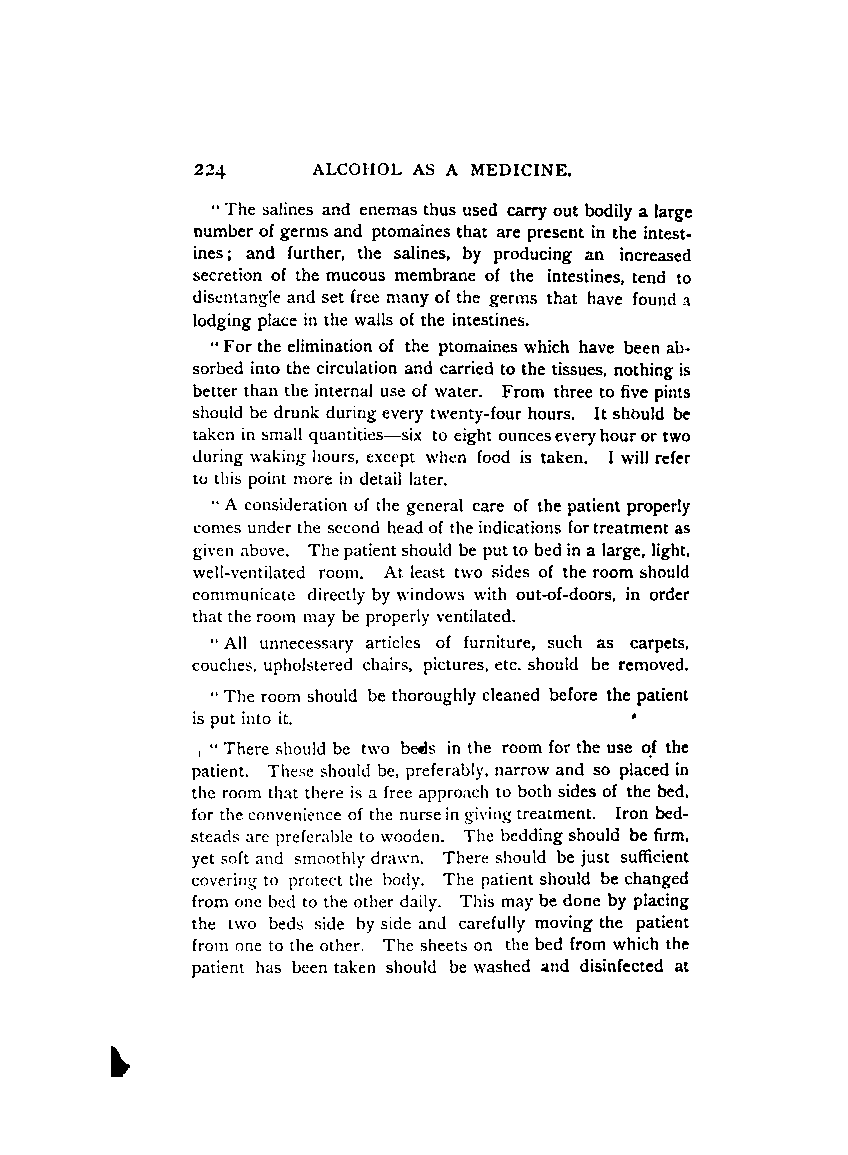 224 ALCOHOL AS A MEDICINE.
" The salines and enemas thus used carry out bodily a large
number of germs and ptomaines that are present in the intest-
ines; and further, the salines, by producing an increased
secretion of the mucous membrane of the intestines, tend to
disentangle and set free many of the germs that have found a
lodging place in the walls of the intestines.
" For the elimination of the ptomaines which have been ab-
sorbed into the circulation and carried to the tissues, nothing is
better than the internal use of water. From three to five pints
should be drunk during every twenty-four hours. It should be
taken in small quantities—six to eight ounces every hour or two
during waking hours, except when food is taken. I will refer
to this point more in detail later.
" A consideration of the general care of the patient properly
comes under the second head of the indications for treatment as
given above. The patient should be put to bed in a large, light,
well-ventilated room. At least two sides of the room should
communicate directly by windows with out-of-doors, in order
that the room may be properly ventilated.
" All unnecessary articles of furniture, such as carpets,
couches, upholstered chairs, pictures, etc. should be removed.
" The room should be thoroughly cleaned before the patient
is put into it.
" There should be two beds in the room for the use of the
patient. These should be, preferably, narrow and so placed in
the room that there is a free approach to both sides of the bed,
for the convenience of the nurse in giving treatment. Iron bed-
steads are preferable to wooden. The bedding should be firm,
yet soft and smoothly drawn. There should be just sufficient
covering to protect the body. The patient should be changed
from one bed to the other daily. This may be done by placing
the two beds side by side and carefully moving the patient
from one to the other. The sheets on the bed from which the
patient has been taken should be washed and disinfected at